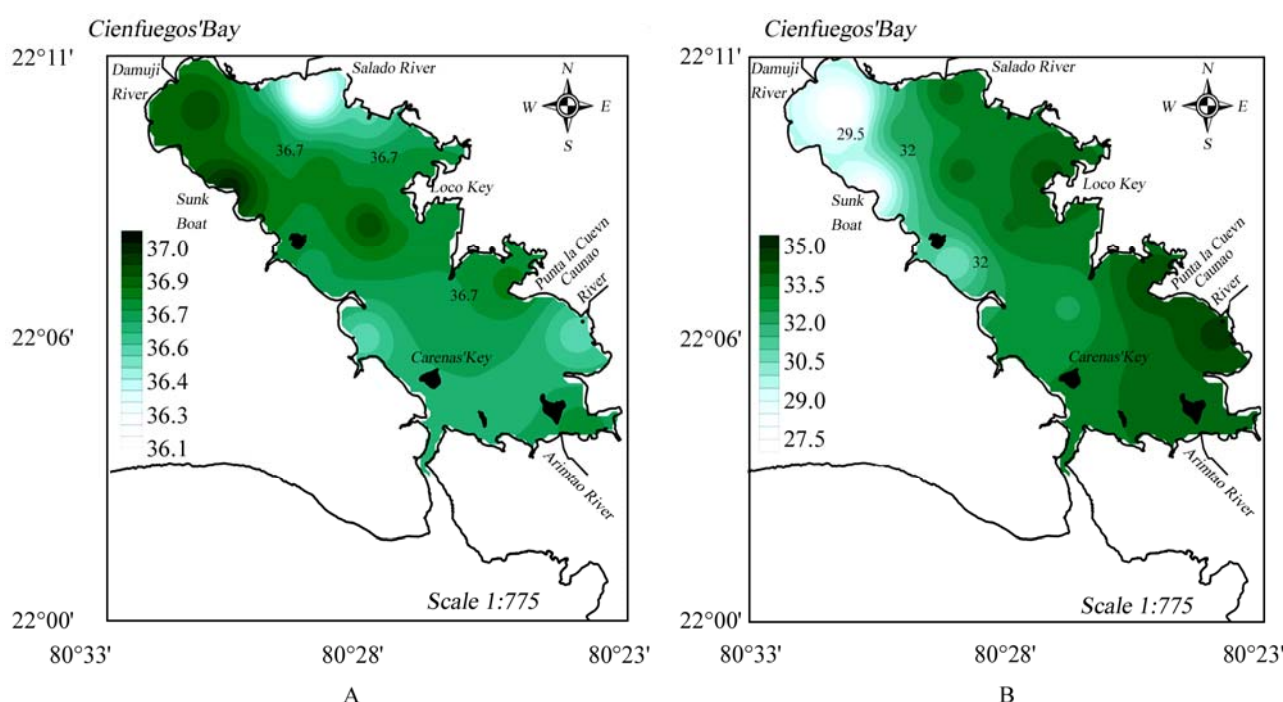 Cienfuegos'Bay
22°11'
Damuji
River
Salado River
N
W
E
S
36.7
36.7
Loco Key
Sunk
Boat
37.0
36.9
36.7
36.6
36.4
36.3
36.1
36.7
Punta la Cuevn
Caunao
River
22°06'
Carenas'Key
Arimtao River
Scale 1:775
22°00'
80°33'
80°28'
80°23'
A
Cienfuegos'Bay
22°11'
Damuji
River
Salado River
N
W
E
S
29.5
32
Loco Key
Sunk
Boat
35.0
33.5
32.0
30.5
29.0
27.5
32
Punta la Cuevn
Caunao
River
22°06'
Carenas'Key
Arimtao River
Scale 1:775
22°00'
80°33'
80°28'
80°23'
B